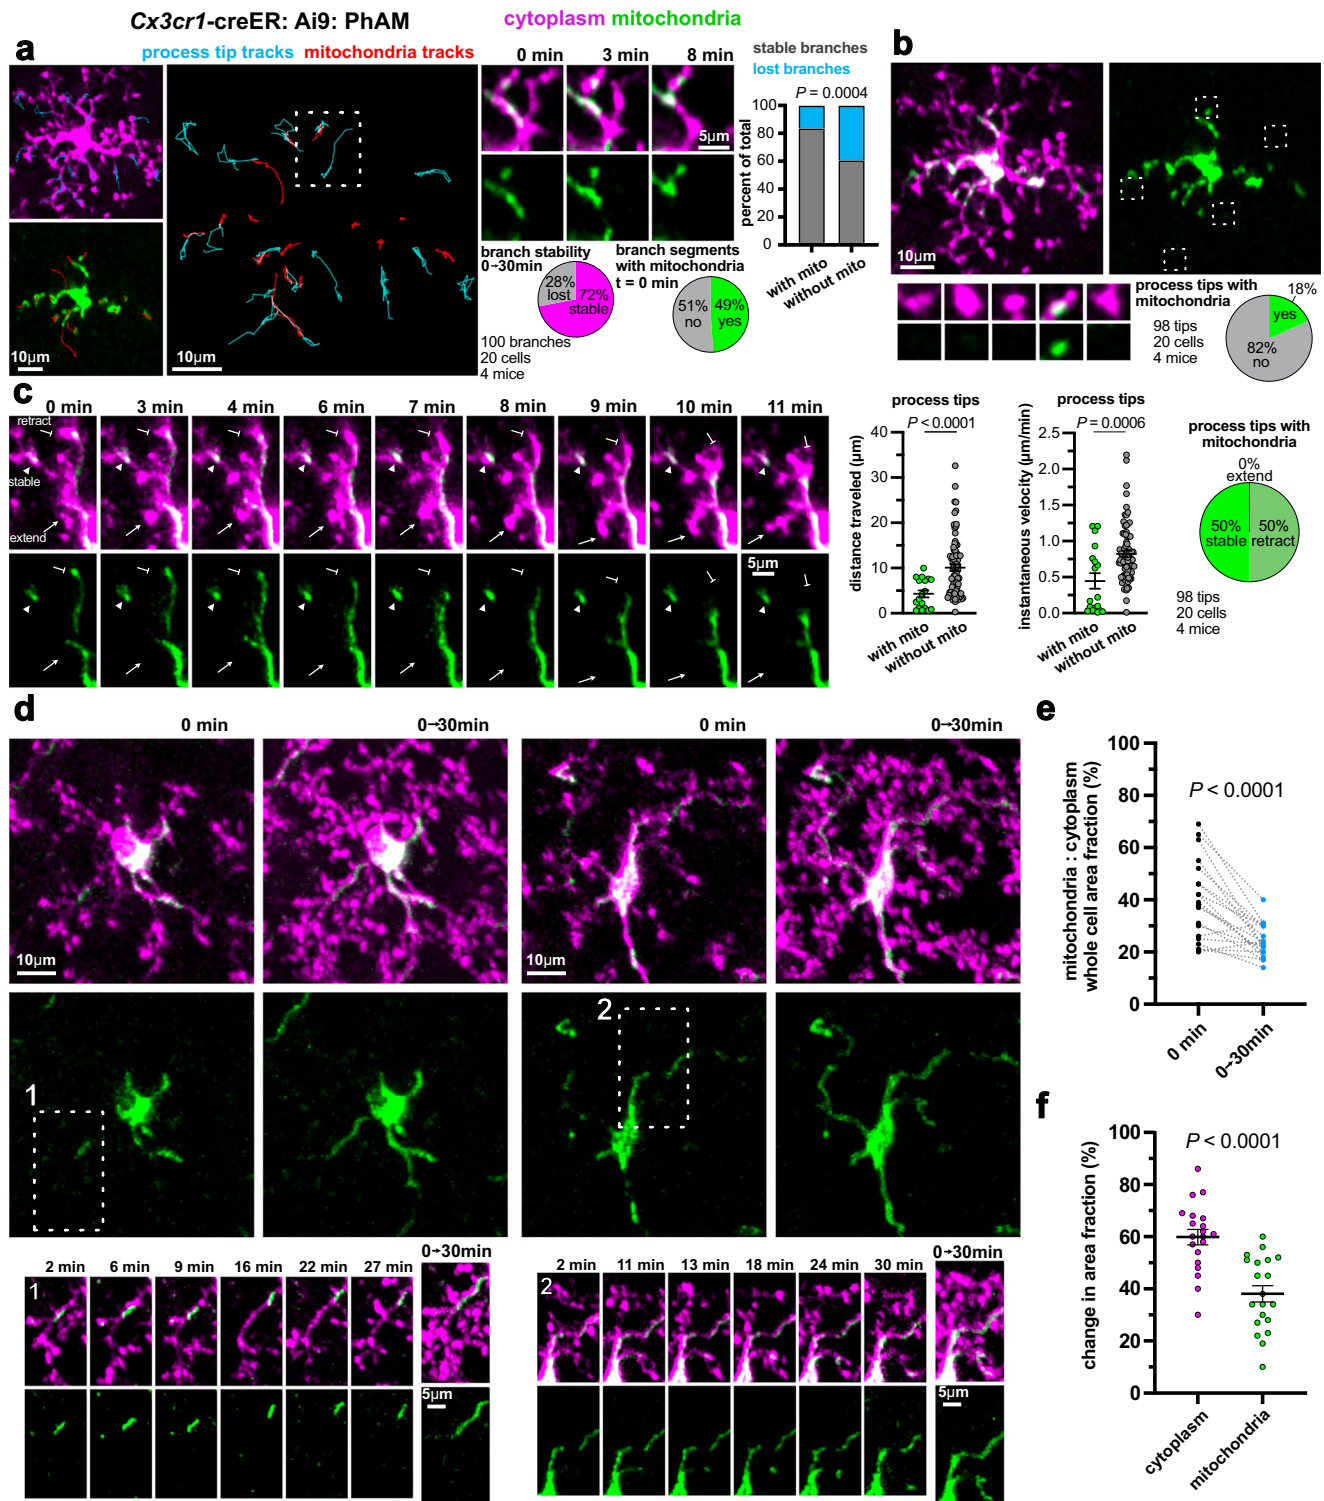 Cx3cr1-creER: Ai9: PhAM
cytoplasm mitochondria
a
process tip tracks mitochondria tracks
10µm
10µm
0 min 3 min 8 min
5µm
branch stability
0→30min
28%
lost
72%
stable
100 branches
20 cells
4 mice
branch segments
with mitochondria
t = 0 min
51%
no
49%
yes
stable branches
lost branches
P = 0.0004
percent of total
100
80
60
40
20
0
with mito
without mito
b
10µm
process tips with
mitochondria
98 tips
20 cells
4 mice
18%
yes
82%
no
c
0 min 3 min 4 min 6 min 7 min 8 min 9 min 10 min 11 min
retract
stable
extend
5µm
process tips
P < 0.0001
distance traveled (µm)
40
30
20
10
0
with mito
without mito
process tips
P = 0.0006
instantaneous velocity (µm/min)
2.5
2.0
1.5
1.0
0.5
0.0
with mito
without mito
process tips with
mitochondria
0%
extend
50%
stable
50%
retract
98 tips
20 cells
4 mice
d
0 min 0→30min 0 min 0→30min
10µm
10µm
1
2
0→30min
2 min 6 min 9 min 16 min 22 min 27 min
1
5µm
0→30min
2 min 11 min 13 min 18 min 24 min 30 min
2
5µm
e
mitochondria : cytoplasm
whole cell area fraction (%)
100
80
60
40
20
0
P < 0.0001
0 min
0→30min
f
change in area fraction (%)
100
80
60
40
20
0
P < 0.0001
cytoplasm
mitochondria